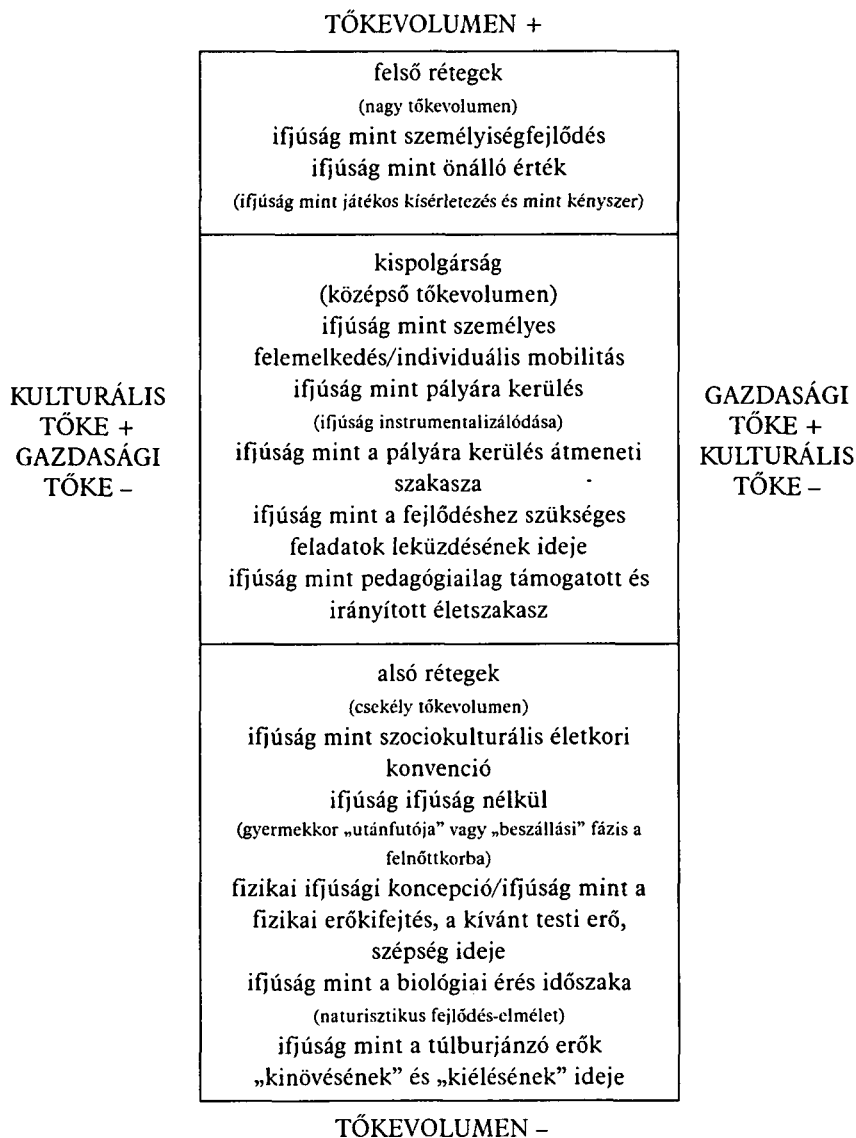 TŐKEVOLUMEN +
felső rétegek
(nagy tőkevolumen)
ifjúság mint személyiségfejlődés
ifjúság mint önálló érték
(ifjúság mint játékos kísérletezés és mint kényszer)
kispolgárság
(középső tőkevolumen)
ifjúság mint személyes
felemelkedés/individuális mobilitás
ifjúság mint pályára kerülés
(ifjúság instrumentalizálódása)
ifjúság mint a pályára kerülés átmeneti
szakasza
ifjúság mint a fejlődéshez szükséges
feladatok leküzdésének ideje
ifjúság mint pedagógiailag támogatott és
irányított életszakasz
KULTURÁLIS
TŐKE +
GAZDASÁGI
TŐKE –
GAZDASÁGI
TŐKE +
KULTURÁLIS
TŐKE –
alsó rétegek
(csekély tőkevolumen)
ifjúság mint szociokulturális életkori
konvenció
ifjúság ifjúság nélkül
(gyermekkor „utánfutója” vagy „beszállási” fázis a
felnőttkorba)
fizikai ifjúsági koncepció/ifjúság mint a
fizikai erőkifejtés, a kívánt testi erő,
szépség ideje
ifjúság mint a biológiai érés időszaka
(naturisztikus fejlődés-elmélet)
ifjúság mint a túlburjánzó erők
„kinövésének” és „kiélésének” ideje
TŐKEVOLUMEN –